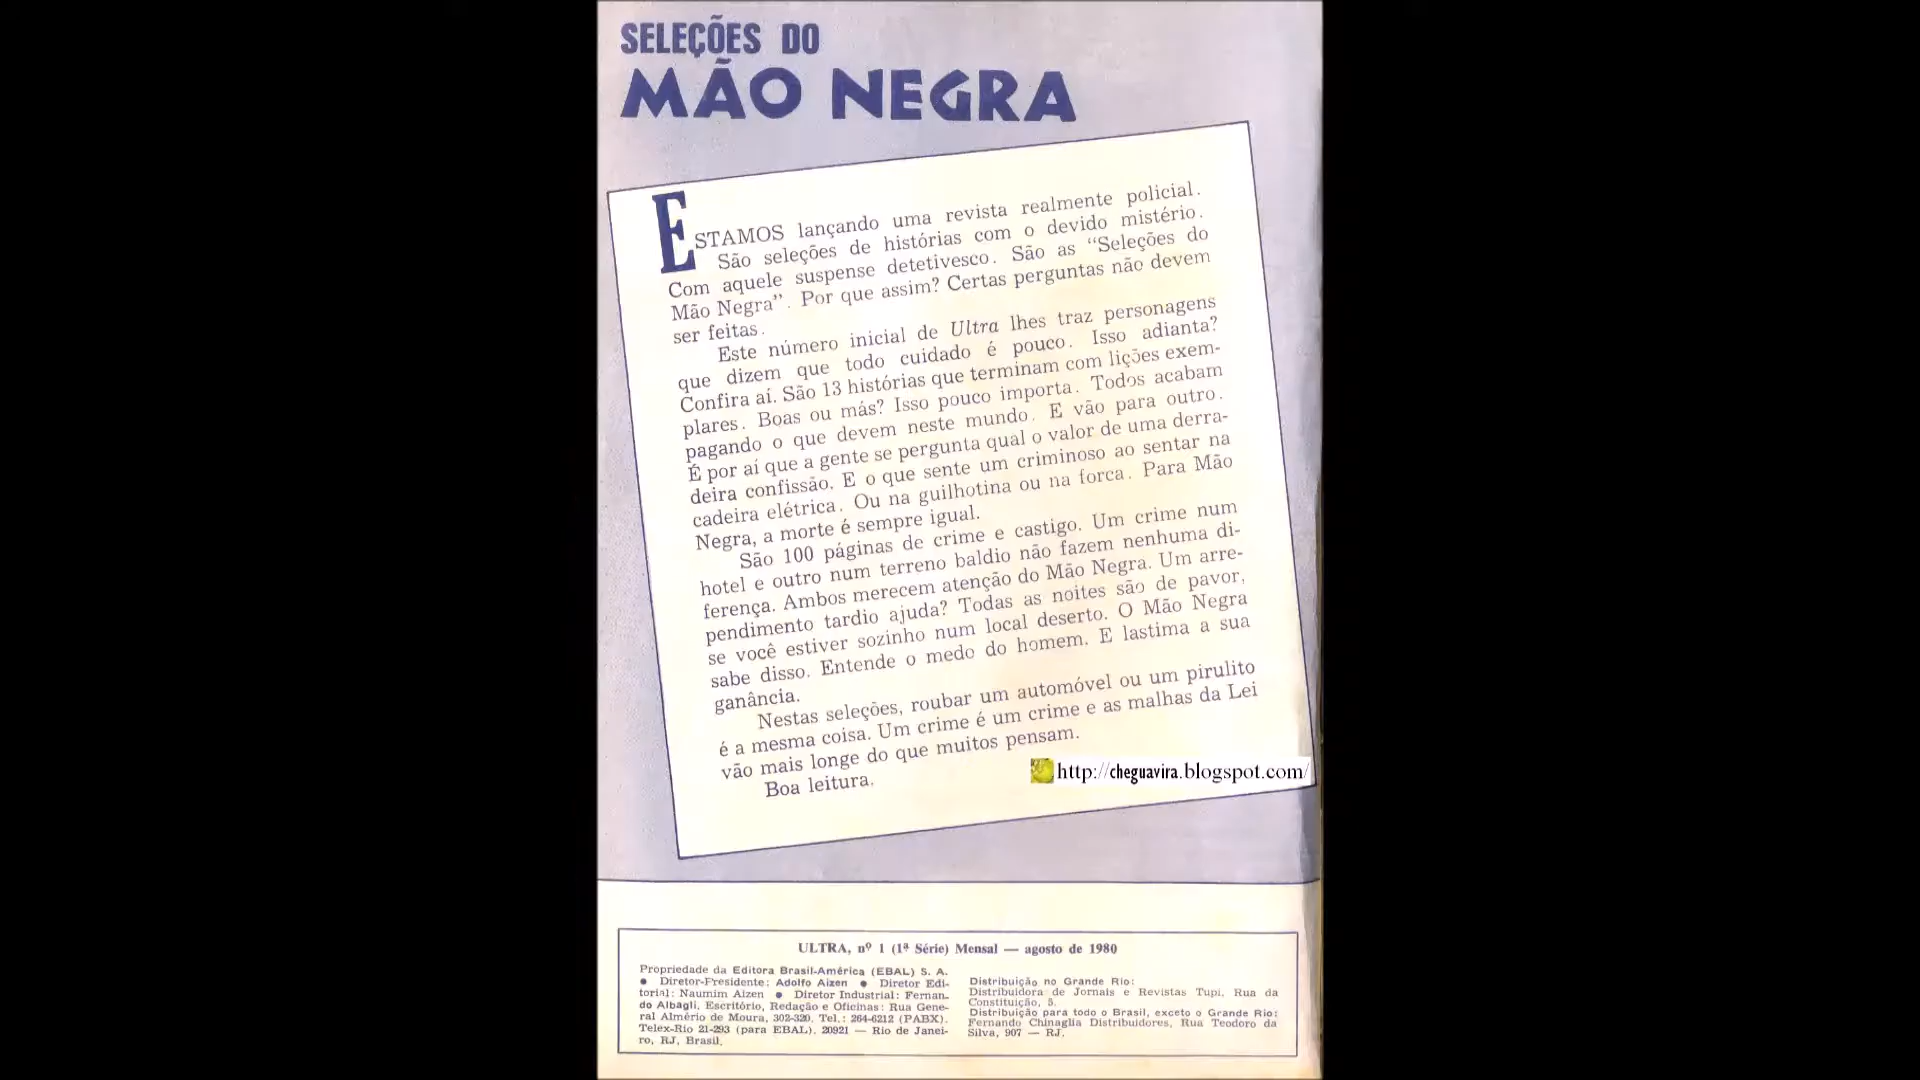 SELEÇÕES DO
MÃO NEGRA
ESTAMOS lançando uma revista realmente policial.
São seleções de histórias com o devido mistério.
Com aquele suspense detetivesco. São as “Seleções do
Mão Negra”. Por que assim? Certas perguntas não devem
ser feitas.
Este número inicial de Ultra lhes traz personagens
que dizem que todo cuidado é pouco. Isso adianta?
Confira aí. São 13 histórias que terminam com lições exem-
plares. Boas ou más? Isso pouco importa. Todos acabam
pagando o que devem neste mundo. E vão para outro.
É por aí que a gente se pergunta qual o valor de uma derra-
deira confissão. E o que sente um criminoso ao sentar na
cadeira elétrica. Ou na guilhotina ou na forca. Para Mão
Negra, a morte é sempre igual.
São 100 páginas de crime e castigo. Um crime num
hotel e outro num terreno baldio não fazem nenhuma di-
ferença. Ambos merecem atenção do Mão Negra. Um arre-
pendimento tardio ajuda? Todas as noites são de pavor,
se você estiver sozinho num local deserto. O Mão Negra
sabe disso. Entende o medo do homem. E lastima a sua
ganância.
Nestas seleções, roubar um automóvel ou um pirulito
é a mesma coisa. Um crime é um crime e as malhas da Lei
vão mais longe do que muitos pensam.
Boa leitura.
http://cheguavira.blogspot.com/
ULTRA, nº 1 (1ª Série) Mensal — agosto de 1980
Propriedade da Editora Brasil-América (EBAL) S. A.
● Diretor-Presidente: Adolfo Aizen ● Diretor Edi-
torial: Naumim Aizen ● Diretor Industrial: Fernan-
do Albagli. Escritório, Redação e Oficinas: Rua Gene-
ral Almério de Moura, 302-320. Tel.: 264-6212 (PABX).
Telex-Rio 21-293 (para EBAL). 20921 — Rio de Janei-
ro, RJ, Brasil.
Distribuição no Grande Rio:
Distribuidora de Jornais e Revistas Tupi, Rua da
Constituição, 5.
Distribuição para todo o Brasil, exceto o Grande Rio:
Fernando Chinaglia Distribuidores, Rua Teodoro da
Silva, 907 — RJ.